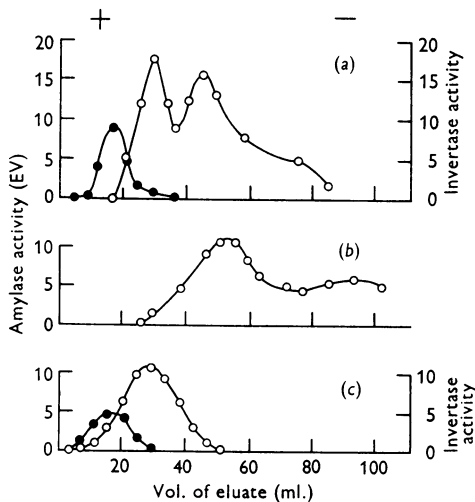 + −
20 20
(a)
15 15
10 10
5 5
0 0
Amylase activity (EV)
Invertase activity
(b)
10
5
0
(c)
10 10
5 5
0 0
Invertase
activity
20 40 60 80 100
Vol. of eluate (ml.)